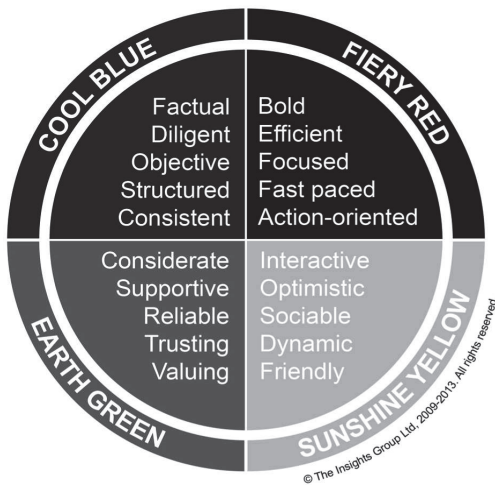 COOL BLUE
Factual
Diligent
Objective
Structured
Consistent
FIERY RED
Bold
Efficient
Focused
Fast paced
Action-oriented
EARTH GREEN
Considerate
Supportive
Reliable
Trusting
Valuing
SUNSHINE YELLOW
Interactive
Optimistic
Sociable
Dynamic
Friendly
© The Insights Group Ltd, 2009-2013. All rights reserved